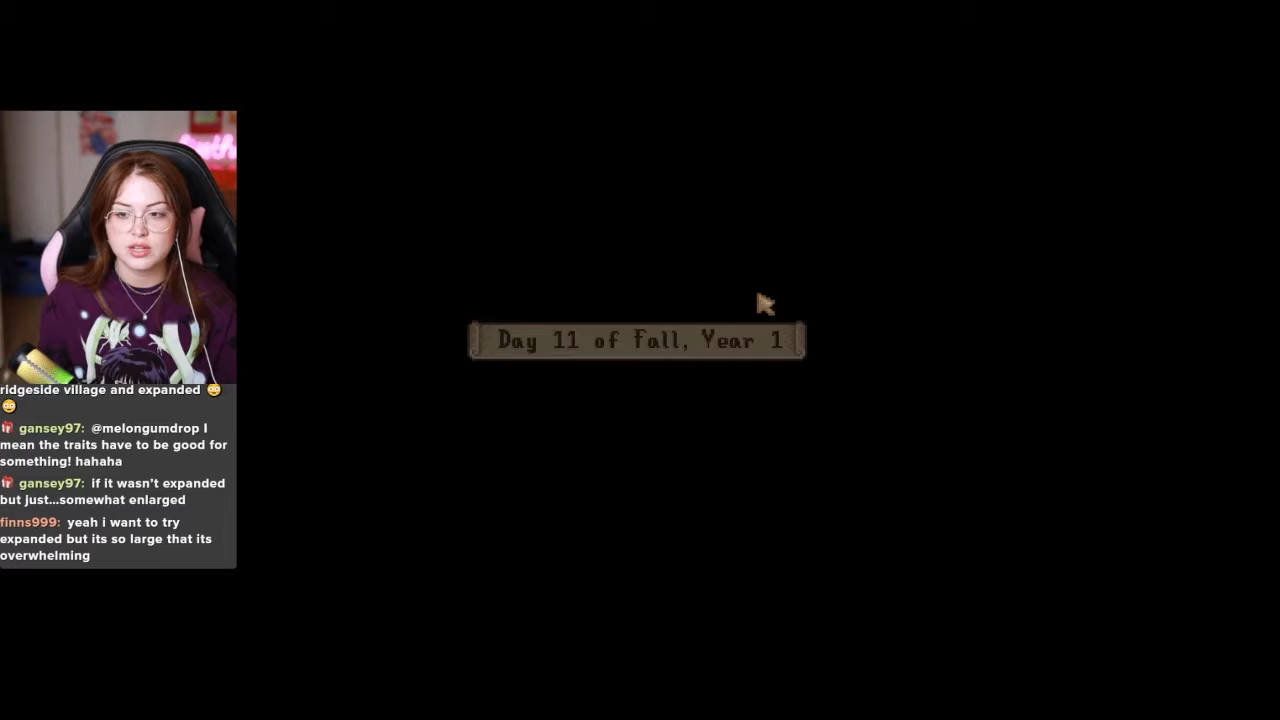 ridgeside village and expanded 😳
😳
gansey97: @melongumdrop I
mean the traits have to be good for
something! hahaha
gansey97: if it wasn't expanded
but just...somewhat enlarged
finns999: yeah i want to try
expanded but its so large that its
overwhelming
Day 11 of Fall, Year 1